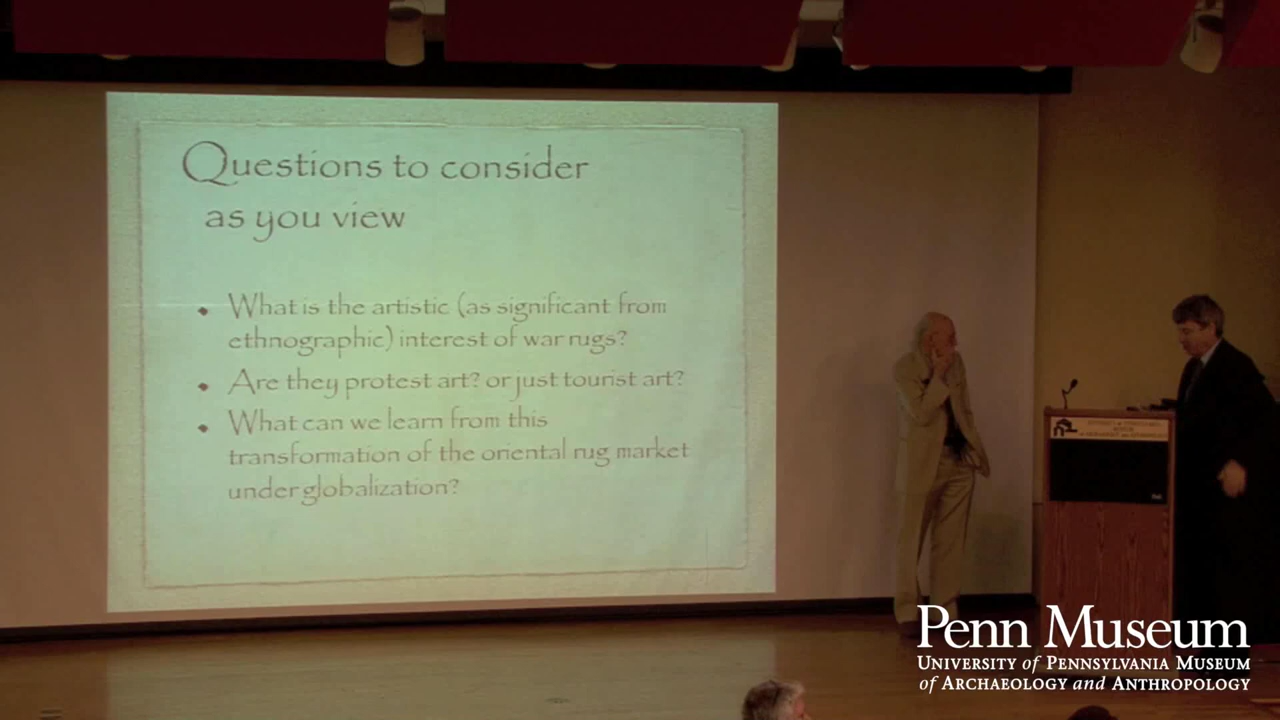 Questions to consider
as you view
• What is the artistic (as significant from
ethnographic) interest of war rugs?
• Are they protest art? or just tourist art?
• What can we learn from this
transformation of the oriental rug market
under globalization?
Penn Museum
UNIVERSITY of PENNSYLVANIA MUSEUM
of ARCHAEOLOGY and ANTHROPOLOGY